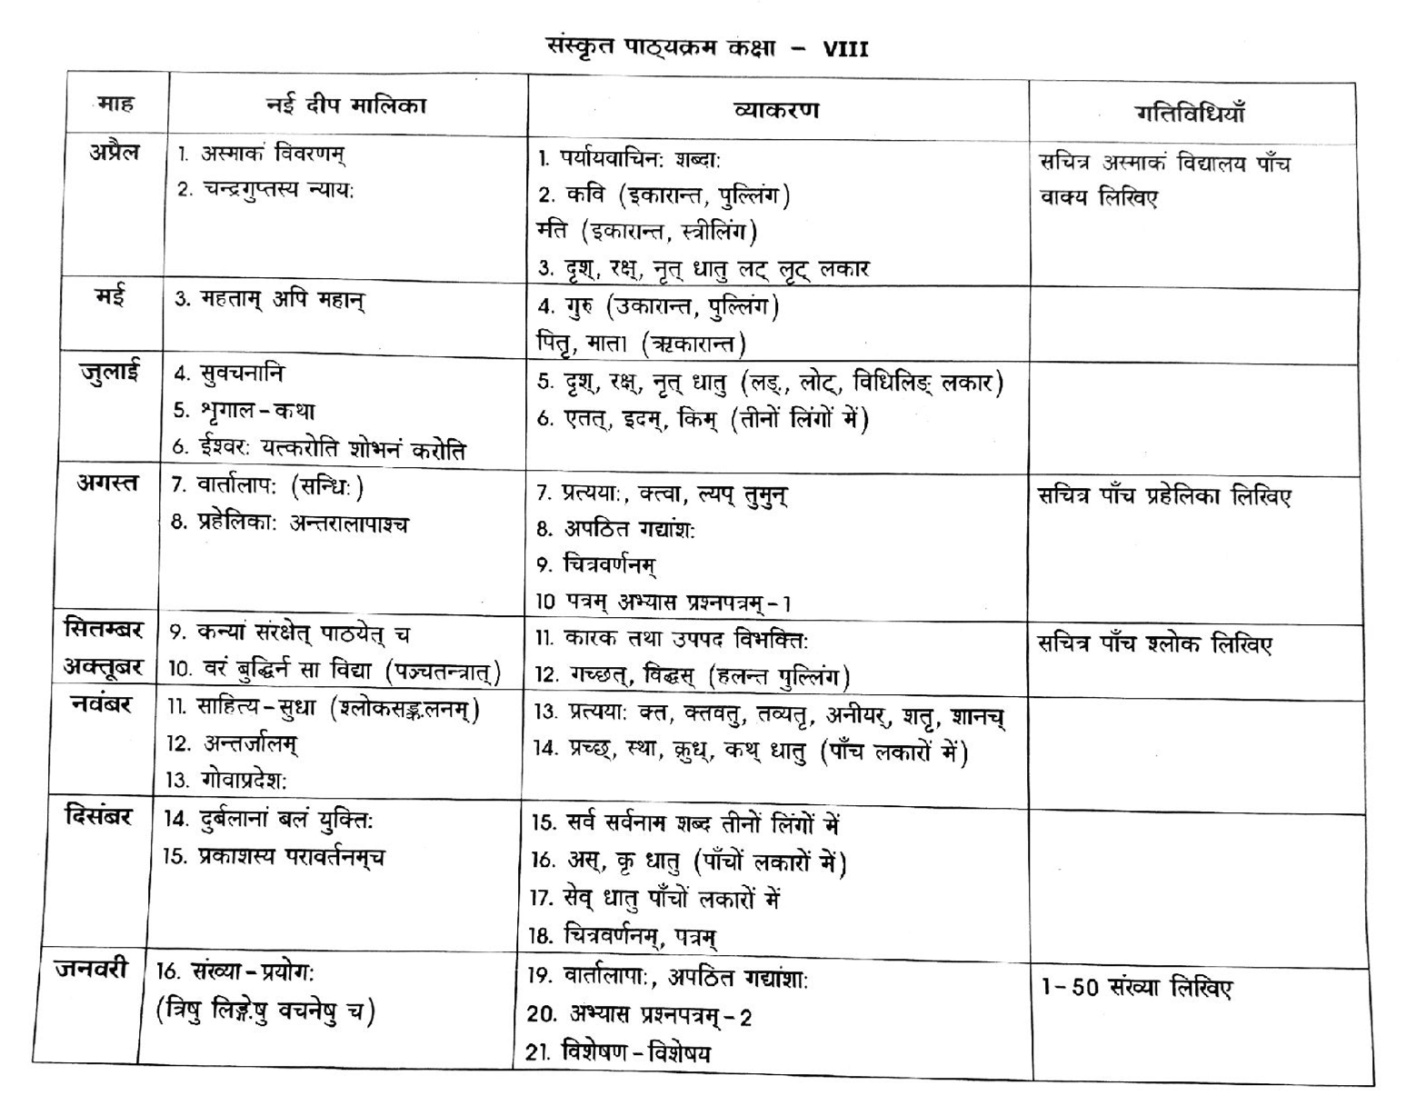 संस्कृत पाठ्यक्रम कक्षा - VIII
माह
नई दीप मालिका
व्याकरण
गतिविधियाँ
अप्रैल
1. अस्माकं विवरणम्
2. चन्द्रगुप्तस्य न्यायः
1. पर्यायवाचिनः शब्दाः
2. कवि (इकारान्त, पुल्लिंग)
मति (इकारान्त, स्त्रीलिंग)
3. दृश्, रक्ष्, नृत् धातु लट् लृट् लकार
सचित्र अस्माकं विद्यालय पाँच
वाक्य लिखिए
मई
3. महताम् अपि महान्
4. गुरु (उकारान्त, पुल्लिंग)
पितृ, माता (ऋकारान्त)
जुलाई
4. सुवचनानि
5. शृगाल-कथा
6. ईश्वरः यत्करोति शोभनं करोति
5. दृश्, रक्ष्, नृत् धातु (लङ्, लोट्, विधिलिङ् लकार)
6. एतत्, इदम्, किम् (तीनों लिंगों में)
अगस्त
7. वार्तालापः (सन्धिः)
8. प्रहेलिकाः अन्तरालापाश्च
7. प्रत्ययाः, क्त्वा, ल्यप् तुमुन्
8. अपठित गद्यांशः
9. चित्रवर्णनम्
10 पत्रम् अभ्यास प्रश्नपत्रम्-1
सचित्र पाँच प्रहेलिका लिखिए
सितम्बर
अक्तूबर
9. कन्यां संरक्षेत् पाठयेत् च
10. वरं बुद्धिर्न सा विद्या (पञ्चतन्त्रात्)
11. कारक तथा उपपद विभक्तिः
12. गच्छत्, विद्वस् (हलन्त पुल्लिंग)
सचित्र पाँच श्लोक लिखिए
नवंबर
11. साहित्य-सुधा (श्लोकसङ्कलनम्)
12. अन्तर्जालम्
13. गोवाप्रदेशः
13. प्रत्ययाः क्त, क्तवतु, तव्यतृ, अनीयर्, शतृ, शानच्
14. प्रच्छ्, स्था, क्रुध्, कथ् धातु (पाँच लकारों में)
दिसंबर
14. दुर्बलानां बलं युक्तिः
15. प्रकाशस्य परावर्तनम्च
15. सर्व सर्वनाम शब्द तीनों लिंगों में
16. अस्, कृ धातु (पाँचों लकारों में)
17. सेव् धातु पाँचों लकारों में
18. चित्रवर्णनम्, पत्रम्
जनवरी
16. संख्या-प्रयोगः
(त्रिषु लिङ्गेषु वचनेषु च)
19. वार्तालापाः, अपठित गद्यांशाः
20. अभ्यास प्रश्नपत्रम्-2
21. विशेषण-विशेषय
1-50 संख्या लिखिए